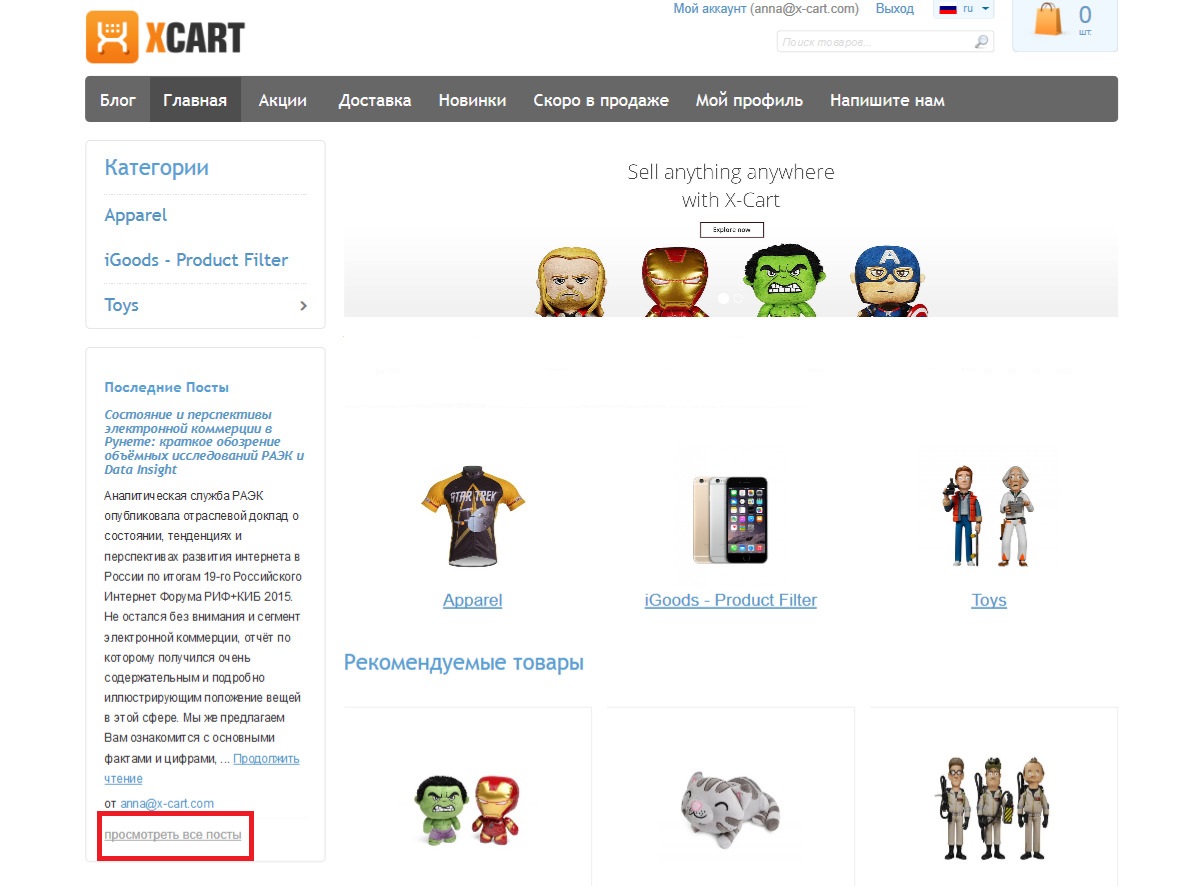 XCART
Мой аккаунт (anna@x-cart.com) Выход ru
0
шт.
Поиск товаров...
Блог Главная Акции Доставка Новинки Скоро в продаже Мой профиль Напишите нам
Категории
Apparel
iGoods - Product Filter
Toys
Sell anything anywhere
with X-Cart
Explore now
A
Последние Посты
Состояние и перспективы
электронной коммерции в
Рунете: краткое обозрение
объёмных исследований РАЭК и
Data Insight
Аналитическая служба РАЭК
опубликовала отраслевой доклад о
состоянии, тенденциях и
перспективах развития интернета в
России по итогам 19-го Российского
Интернет Форума РИФ+КИБ 2015.
Не остался без внимания и сегмент
электронной коммерции, отчёт по
которому получился очень
содержательным и подробно
иллюстрирующим положение вещей
в этой сфере. Мы же предлагаем
Вам ознакомится с основными
фактами и цифрами, ... Продолжить
чтение
от anna@x-cart.com
просмотреть все посты
STAR TREK
Apparel
iGoods - Product Filter
Toys
Рекомендуемые товары